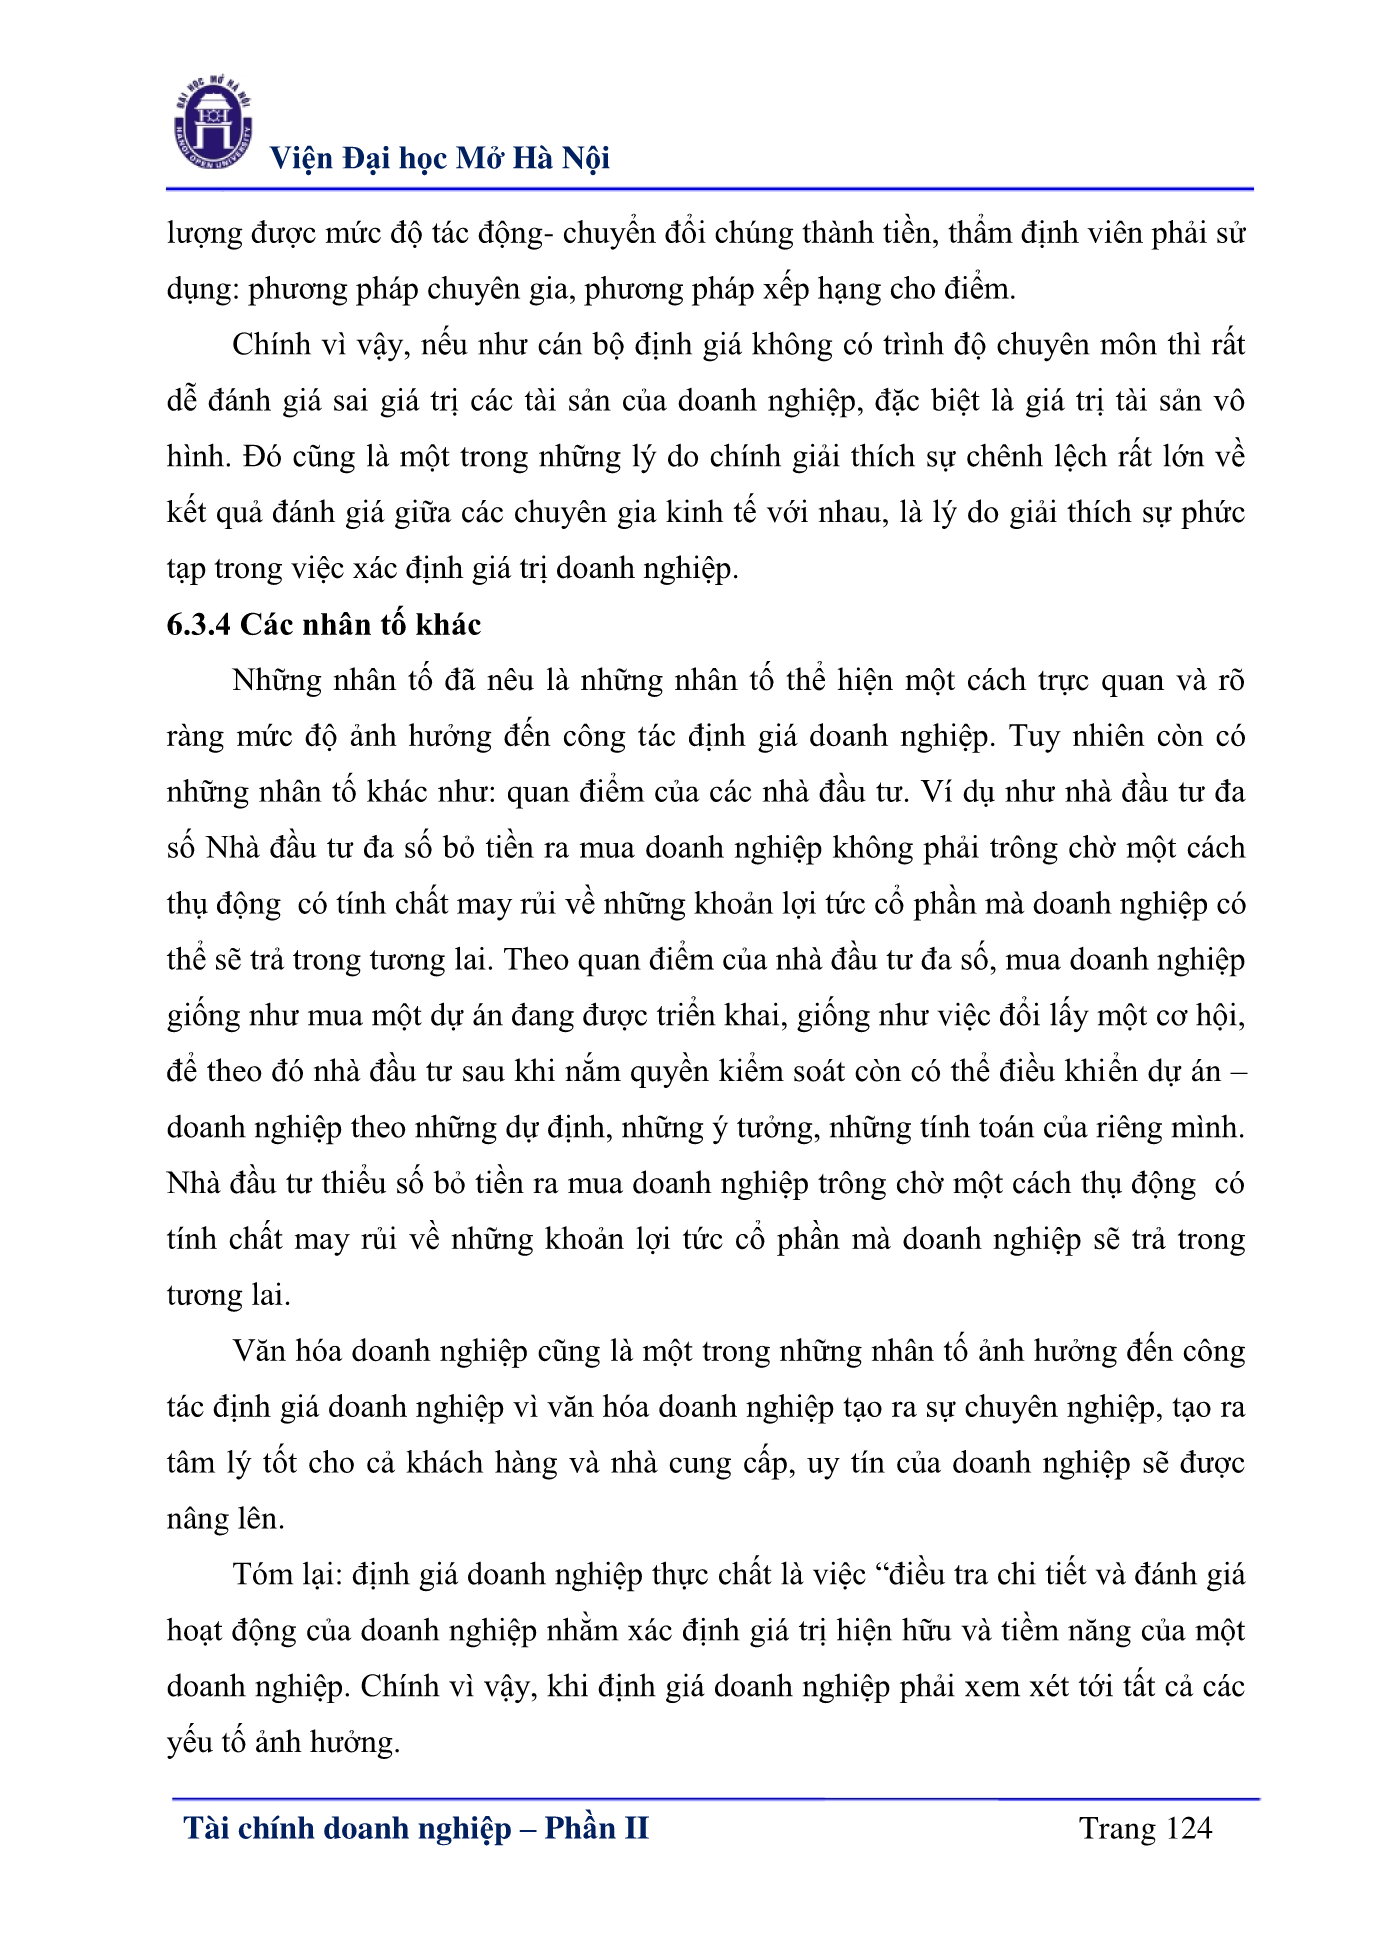 ĐẠI HỌC MỞ HÀ NỘI
HANOI OPEN UNIVERSITY
Viện Đại học Mở Hà Nội
lượng được mức độ tác động- chuyển đổi chúng thành tiền, thẩm định viên phải sử
dụng: phương pháp chuyên gia, phương pháp xếp hạng cho điểm.
Chính vì vậy, nếu như cán bộ định giá không có trình độ chuyên môn thì rất
dễ đánh giá sai giá trị các tài sản của doanh nghiệp, đặc biệt là giá trị tài sản vô
hình. Đó cũng là một trong những lý do chính giải thích sự chênh lệch rất lớn về
kết quả đánh giá giữa các chuyên gia kinh tế với nhau, là lý do giải thích sự phức
tạp trong việc xác định giá trị doanh nghiệp.
6.3.4 Các nhân tố khác
Những nhân tố đã nêu là những nhân tố thể hiện một cách trực quan và rõ
ràng mức độ ảnh hưởng đến công tác định giá doanh nghiệp. Tuy nhiên còn có
những nhân tố khác như: quan điểm của các nhà đầu tư. Ví dụ như nhà đầu tư đa
số Nhà đầu tư đa số bỏ tiền ra mua doanh nghiệp không phải trông chờ một cách
thụ động  có tính chất may rủi về những khoản lợi tức cổ phần mà doanh nghiệp có
thể sẽ trả trong tương lai. Theo quan điểm của nhà đầu tư đa số, mua doanh nghiệp
giống như mua một dự án đang được triển khai, giống như việc đổi lấy một cơ hội,
để theo đó nhà đầu tư sau khi nắm quyền kiểm soát còn có thể điều khiển dự án –
doanh nghiệp theo những dự định, những ý tưởng, những tính toán của riêng mình.
Nhà đầu tư thiểu số bỏ tiền ra mua doanh nghiệp trông chờ một cách thụ động  có
tính chất may rủi về những khoản lợi tức cổ phần mà doanh nghiệp sẽ trả trong
tương lai.
Văn hóa doanh nghiệp cũng là một trong những nhân tố ảnh hưởng đến công
tác định giá doanh nghiệp vì văn hóa doanh nghiệp tạo ra sự chuyên nghiệp, tạo ra
tâm lý tốt cho cả khách hàng và nhà cung cấp, uy tín của doanh nghiệp sẽ được
nâng lên.
Tóm lại: định giá doanh nghiệp thực chất là việc “điều tra chi tiết và đánh giá
hoạt động của doanh nghiệp nhằm xác định giá trị hiện hữu và tiềm năng của một
doanh nghiệp. Chính vì vậy, khi định giá doanh nghiệp phải xem xét tới tất cả các
yếu tố ảnh hưởng.
Tài chính doanh nghiệp – Phần II Trang 124